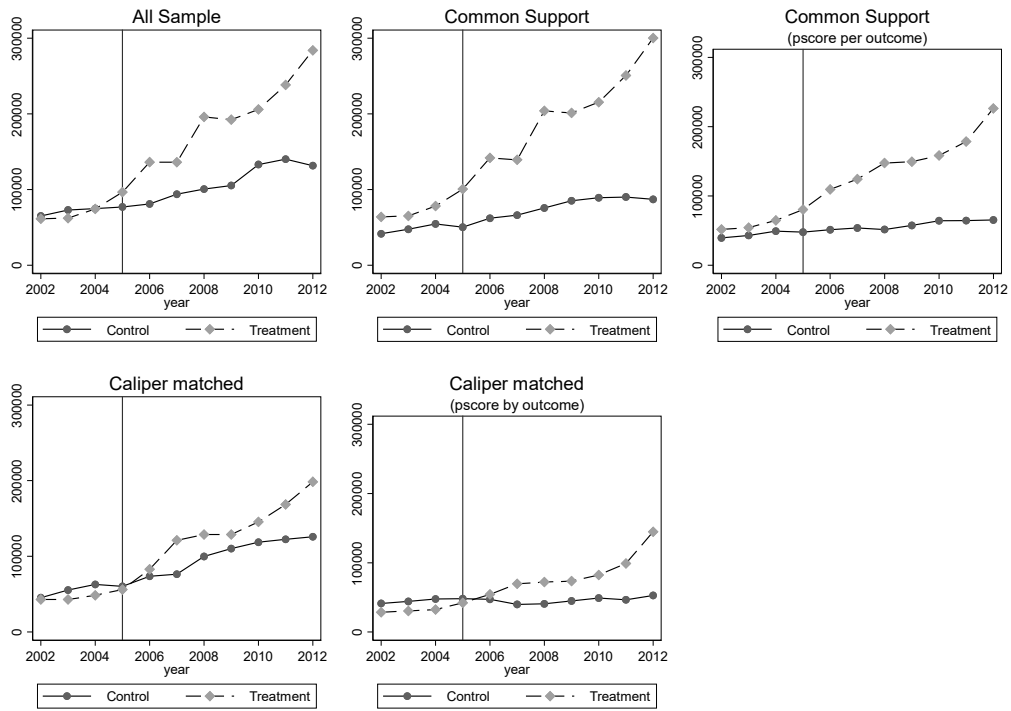 All Sample
300000
200000
100000
0
2002 2004 2006 2008 2010 2012
year
Control Treatment
Common Support
300000
200000
100000
0
2002 2004 2006 2008 2010 2012
year
Control Treatment
Common Support
(pscore per outcome)
300000
200000
100000
0
2002 2004 2006 2008 2010 2012
year
Control Treatment
Caliper matched
300000
200000
100000
0
2002 2004 2006 2008 2010 2012
year
Control Treatment
Caliper matched
(pscore by outcome)
300000
200000
100000
0
2002 2004 2006 2008 2010 2012
year
Control Treatment